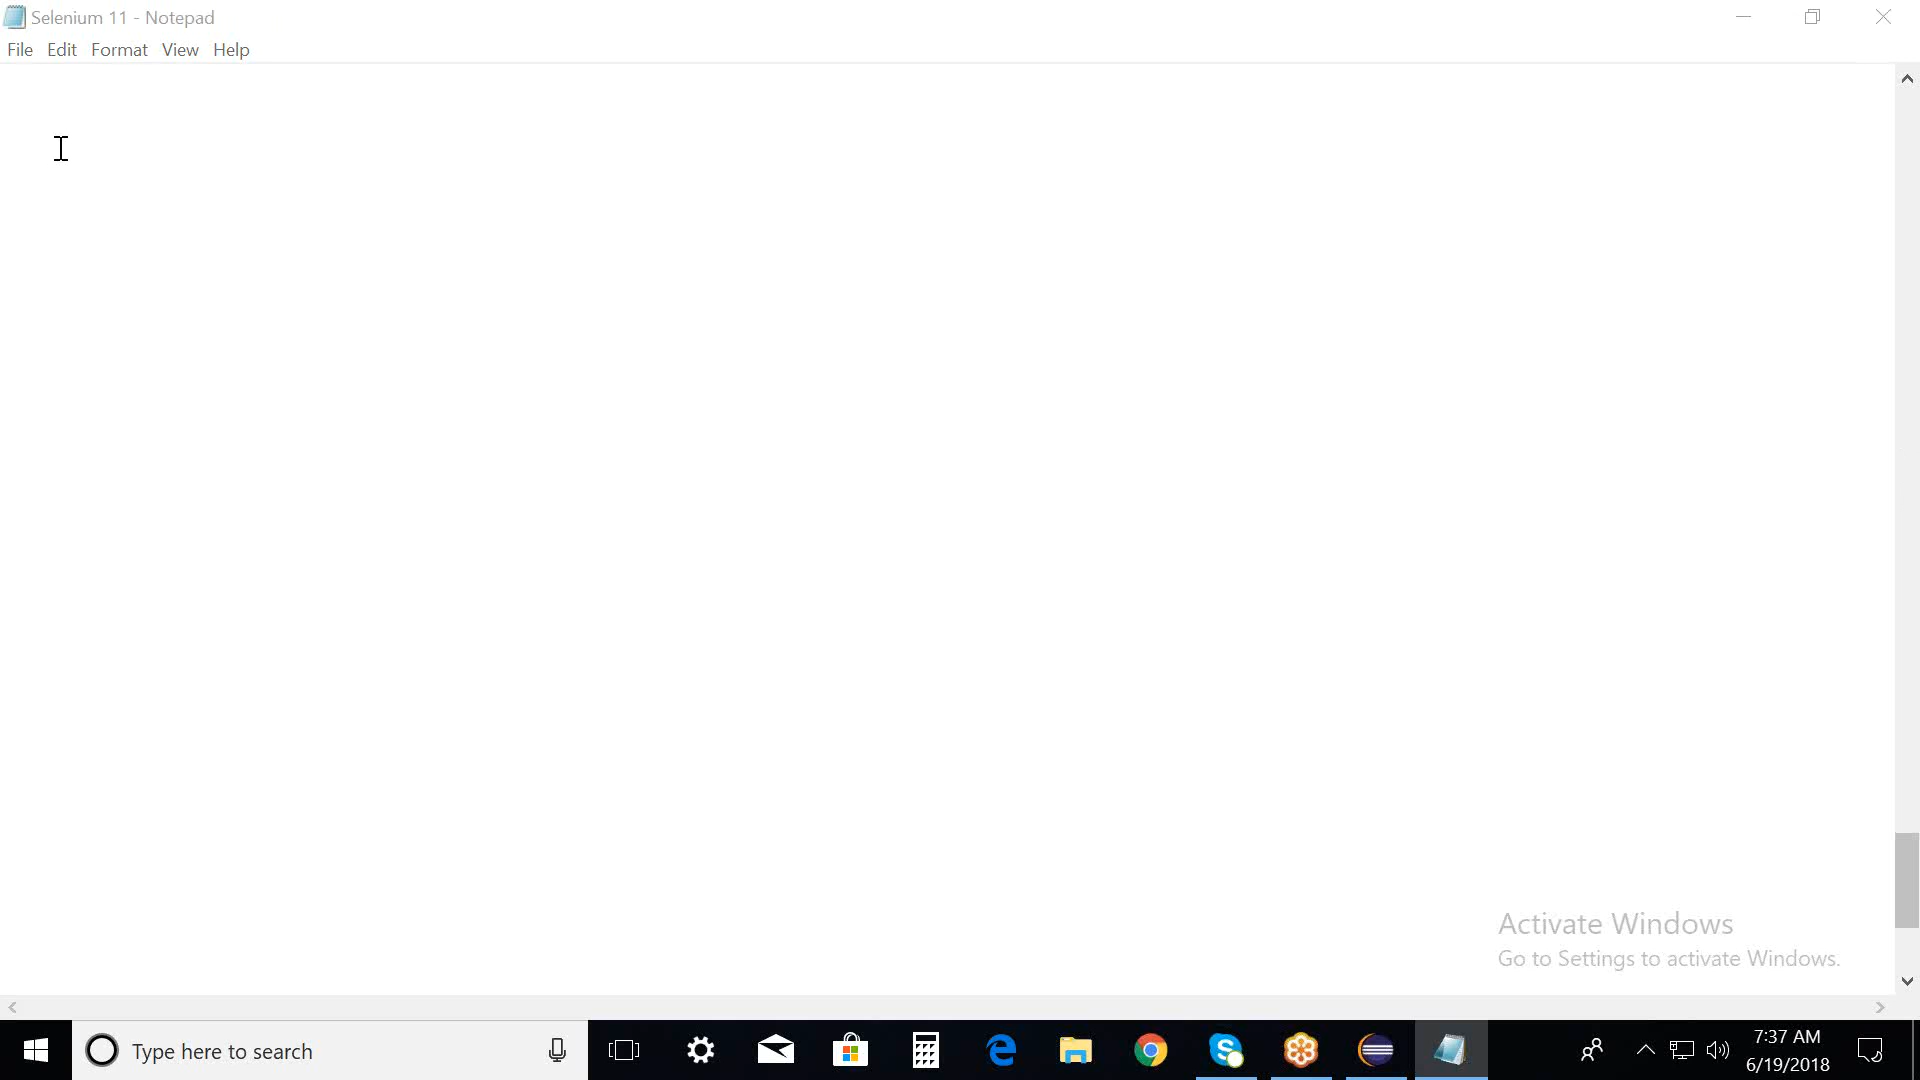 Selenium 11 - Notepad
File Edit Format View Help
Activate Windows
Go to Settings to activate Windows.
Type here to search
7:37 AM
6/19/2018